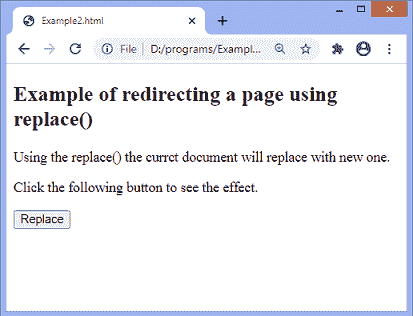 Example2.html
File
D:/programs/Exampl...
Example of redirecting a page using
replace()
Using the replace() the currct document will replace with new one.
Click the following button to see the effect.
Replace